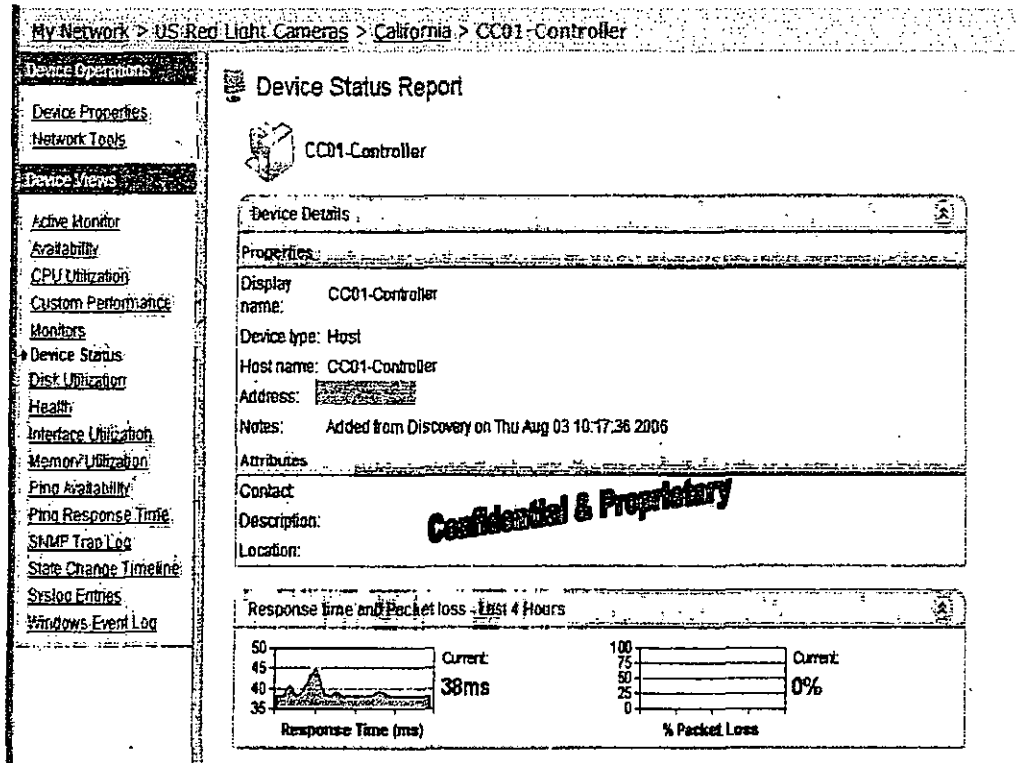 My Network > US Red Light Cameras > California > CC01-Controller
Device Operations
Device Properties
Network Tools
Device Views
Active Monitor
Availability
CPU Utilization
Custom Performance
Monitors
Device Status
Disk Utilization
Health
Interface Utilization
Memory Utilization
Ping Availability
Ping Response Time
SNMP Trap Log
State Change Timeline
Syslog Entries
Windows Event Log
Device Status Report
CC01-Controller
Device Details
Properties
Display name: CC01-Controller
Device type: Host
Host name: CC01-Controller
Address:
Notes: Added from Discovery on Thu Aug 03 10:17:36 2006
Attributes
Contact
Description:
Location:
Confidential & Proprietary
Response time and Packet loss - Last 4 Hours
50
45
40
35
Response Time (ms)
Current:
38ms
100
75
50
25
0
% Packet Loss
Current:
0%